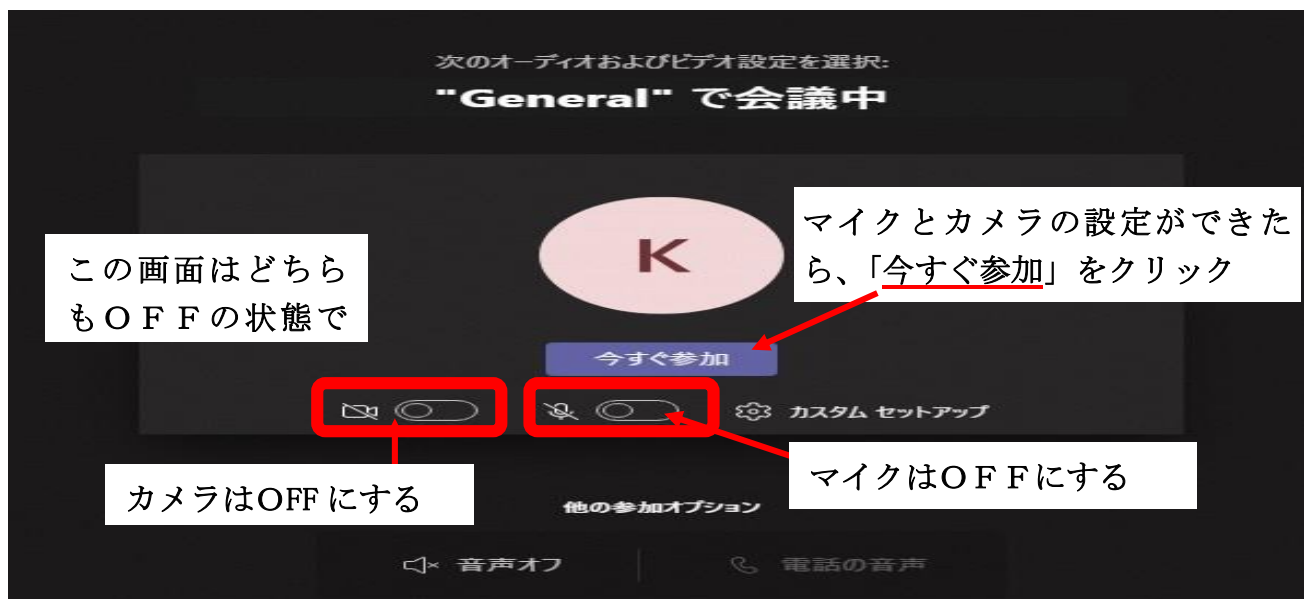 次のオーディオおよびビデオ設定を選択:
"General" で会議中
マイクとカメラの設定ができた
ら、「今すぐ参加」をクリック
この画面はどちら
もＯＦＦの状態で
K
今すぐ参加
カスタム セットアップ
カメラはOFFにする
マイクはＯＦＦにする
他の参加オプション
音声オフ
電話の音声